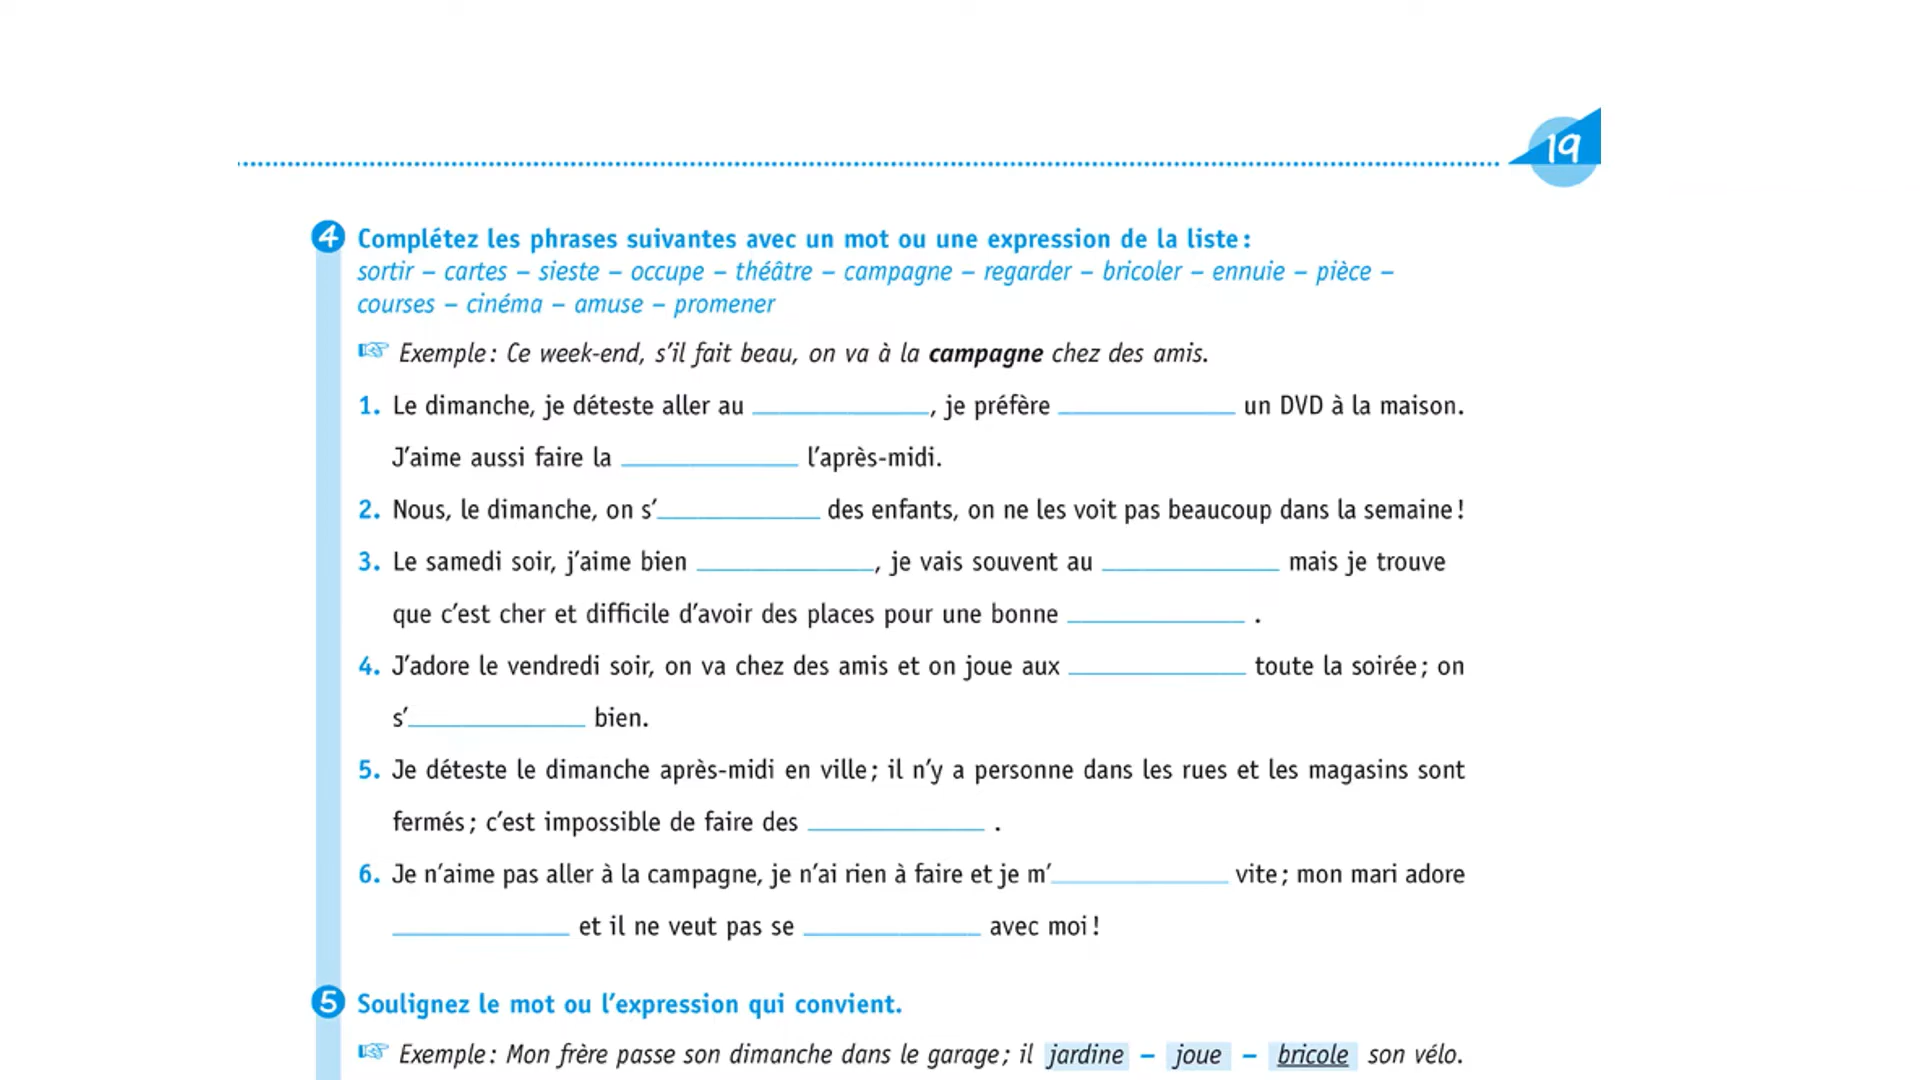 19
4 Complétez les phrases suivantes avec un mot ou une expression de la liste :
sortir – cartes – sieste – occupe – théâtre – campagne – regarder – bricoler – ennuie – pièce –
courses – cinéma – amuse – promener
Exemple : Ce week-end, s’il fait beau, on va à la campagne chez des amis.
1. Le dimanche, je déteste aller au ____________, je préfère ____________ un DVD à la maison.
J’aime aussi faire la ____________ l’après-midi.
2. Nous, le dimanche, on s’____________ des enfants, on ne les voit pas beaucoup dans la semaine !
3. Le samedi soir, j’aime bien ____________, je vais souvent au ____________ mais je trouve
que c’est cher et difficile d’avoir des places pour une bonne ____________ .
4. J’adore le vendredi soir, on va chez des amis et on joue aux ____________ toute la soirée ; on
s’____________ bien.
5. Je déteste le dimanche après-midi en ville ; il n’y a personne dans les rues et les magasins sont
fermés ; c’est impossible de faire des ____________ .
6. Je n’aime pas aller à la campagne, je n’ai rien à faire et je m’____________ vite ; mon mari adore
____________ et il ne veut pas se ____________ avec moi !
5 Soulignez le mot ou l’expression qui convient.
Exemple : Mon frère passe son dimanche dans le garage ; il jardine – joue – bricole son vélo.